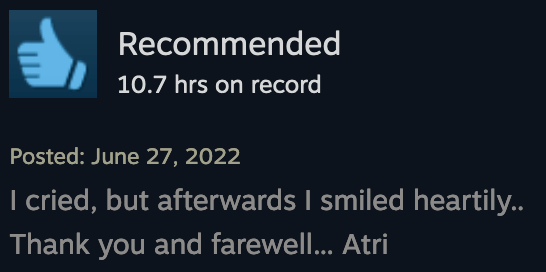 Recommended
10.7 hrs on record
Posted: June 27, 2022
I cried, but afterwards I smiled heartily..
Thank you and farewell... Atri